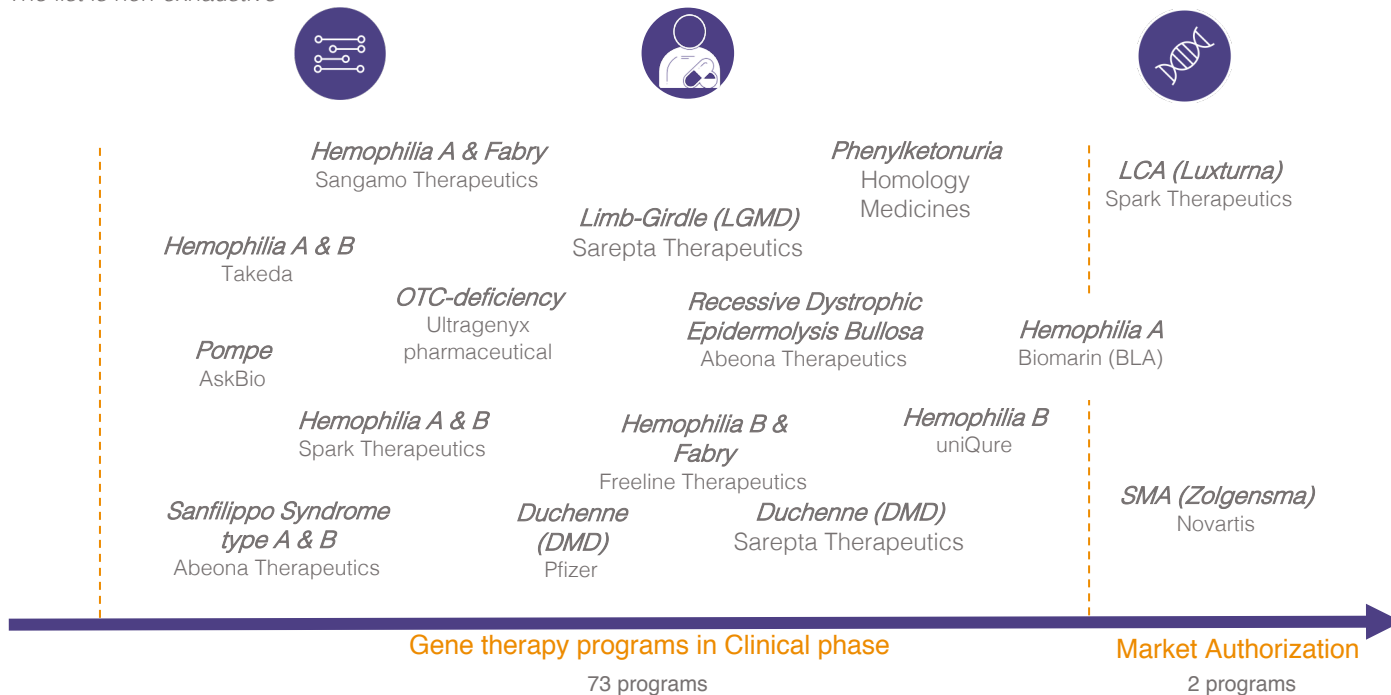 Hemophilia A & Fabry
Sangamo Therapeutics
Phenylketonuria
Homology
Medicines
LCA (Luxturna)
Spark Therapeutics
Limb-Girdle (LGMD)
Sarepta Therapeutics
Hemophilia A & B
Takeda
OTC-deficiency
Ultragenyx
pharmaceutical
Recessive Dystrophic
Epidermolysis Bullosa
Abeona Therapeutics
Hemophilia A
Biomarin (BLA)
Pompe
AskBio
Hemophilia A & B
Spark Therapeutics
Hemophilia B &
Fabry
Freeline Therapeutics
Hemophilia B
uniQure
Sanfilippo Syndrome
type A & B
Abeona Therapeutics
Duchenne
(DMD)
Pfizer
Duchenne (DMD)
Sarepta Therapeutics
SMA (Zolgensma)
Novartis
Gene therapy programs in Clinical phase
73 programs
Market Authorization
2 programs